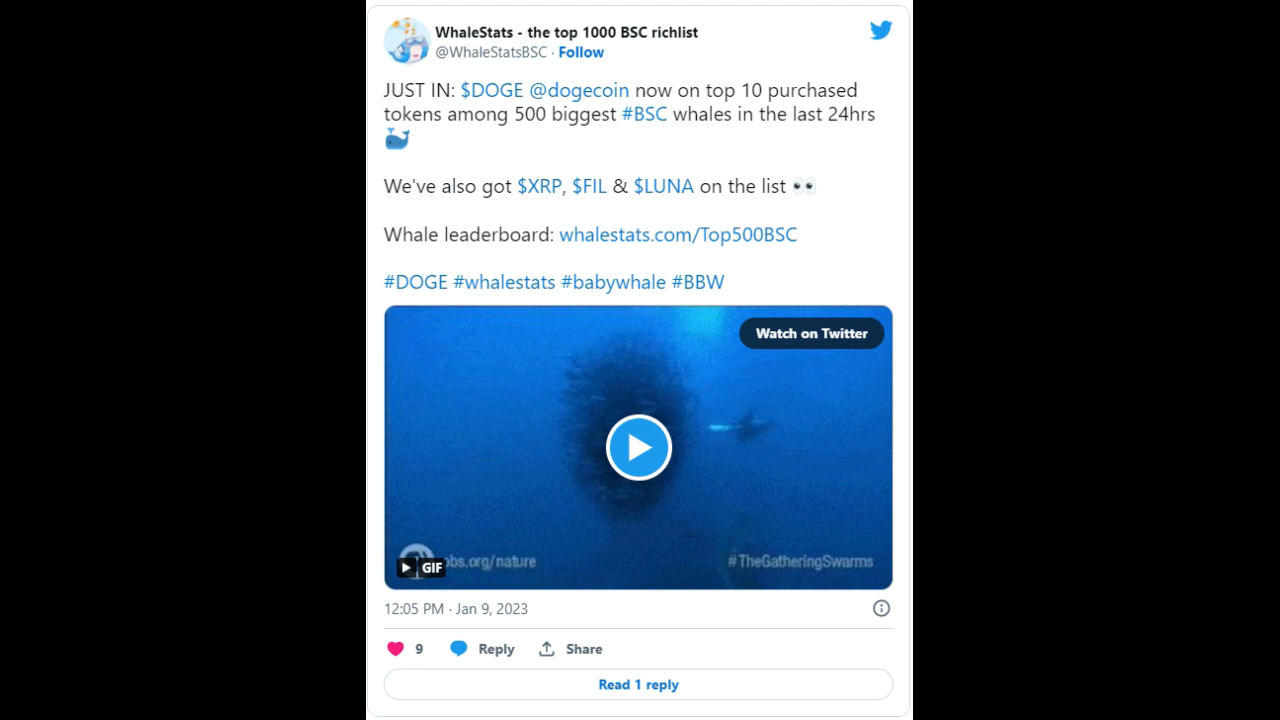 WhaleStats - the top 1000 BSC richlist
@WhaleStatsBSC · Follow
JUST IN: $DOGE @dogecoin now on top 10 purchased
tokens among 500 biggest #BSC whales in the last 24hrs
🐳
We've also got $XRP, $FIL & $LUNA on the list 👀
Whale leaderboard: whalestats.com/Top500BSC
#DOGE #whalestats #babywhale #BBW
Watch on Twitter
GIF
pbs.org/nature
#TheGatheringSwarms
12:05 PM · Jan 9, 2023
9 Reply Share
Read 1 reply